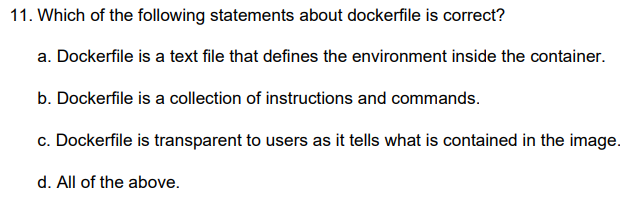 11. Which of the following statements about dockerfile is correct?
a. Dockerfile is a text file that defines the environment inside the container.
b. Dockerfile is a collection of instructions and commands.
c. Dockerfile is transparent to users as it tells what is contained in the image.
d. All of the above.